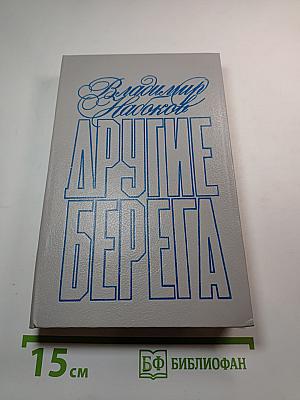 Владимир
Набоков
ДРУГИЕ
БЕРЕГА
15 см
БФ БИБЛИОФАН